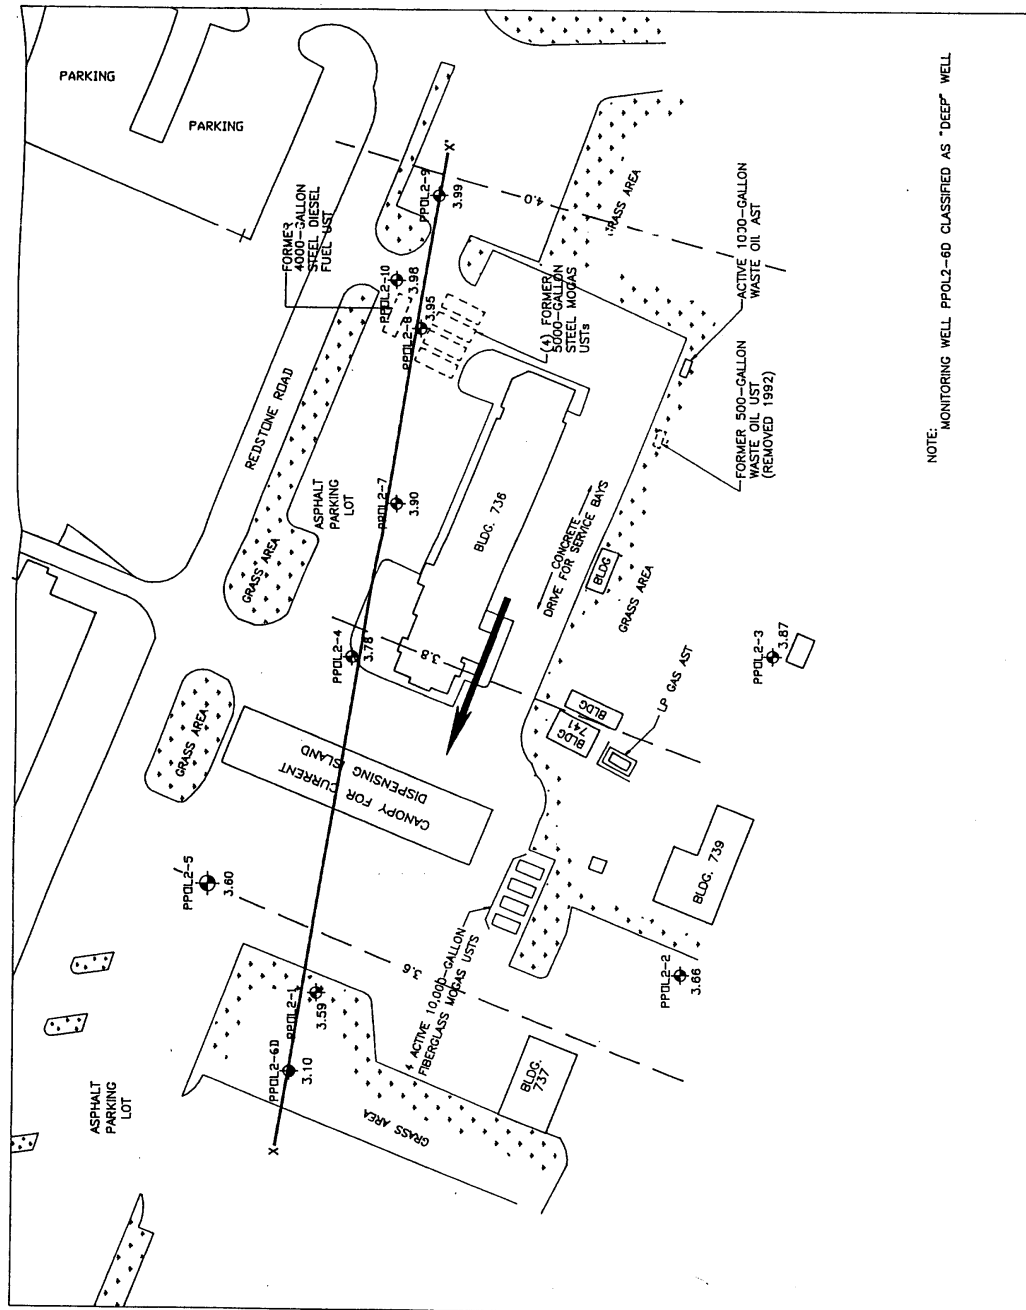 PARKING
PARKING
FORMER
4000-GALLON
STEEL DIESEL
FUEL UST
REDSTONE ROAD
ASPHALT
PARKING
LOT
GRASS AREA
PPOL2-10
3.98
PPOL2-8
3.95
PPOL2-9
3.99
X'
4.0
GRASS AREA
(4) FORMER
5000-GALLON
STEEL MOGAS
USTs
ACTIVE 1000-GALLON
WASTE OIL AST
FORMER 500-GALLON
WASTE OIL UST
(REMOVED 1992)
PPOL2-7
3.90
BLDG. 736
CONCRETE
DRIVE FOR SERVICE BAYS
BLDG
GRASS AREA
PPOL2-4
3.78
3.8
PPOL2-3
3.87
LP GAS AST
BLDG
BLDG
741
GRASS AREA
CANOPY FOR CURRENT
DISPENSING ISLAND
PPOL2-5
3.60
BLDG. 739
3.6
4 ACTIVE 10,000-GALLON
FIBERGLASS MOGAS USTS
PPOL2-2
3.66
PPOL2-1
3.59
PPOL2-6D
3.10
X
ASPHALT
PARKING
LOT
GRASS AREA
BLDG.
737
NOTE:
MONITORING WELL PPOL2-6D CLASSIFIED AS "DEEP" WELL